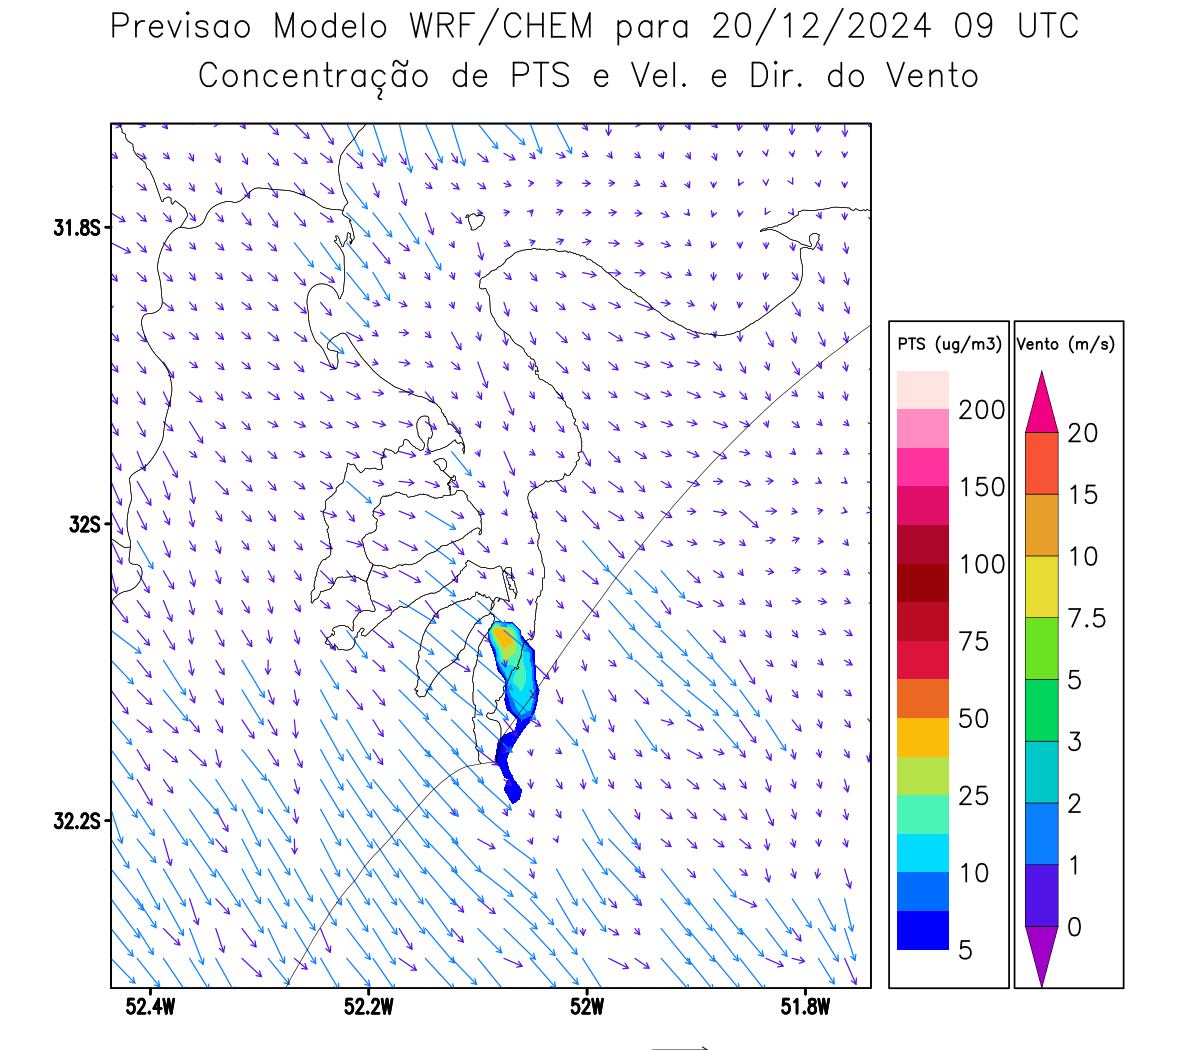 Previsao Modelo WRF/CHEM para 20/12/2024 09 UTC
Concentração de PTS e Vel. e Dir. do Vento
31.8S
32S
32.2S
52.4W 52.2W 52W 51.8W
PTS (ug/m3)
200
150
100
75
50
25
10
5
Vento (m/s)
20
15
10
7.5
5
3
2
1
0